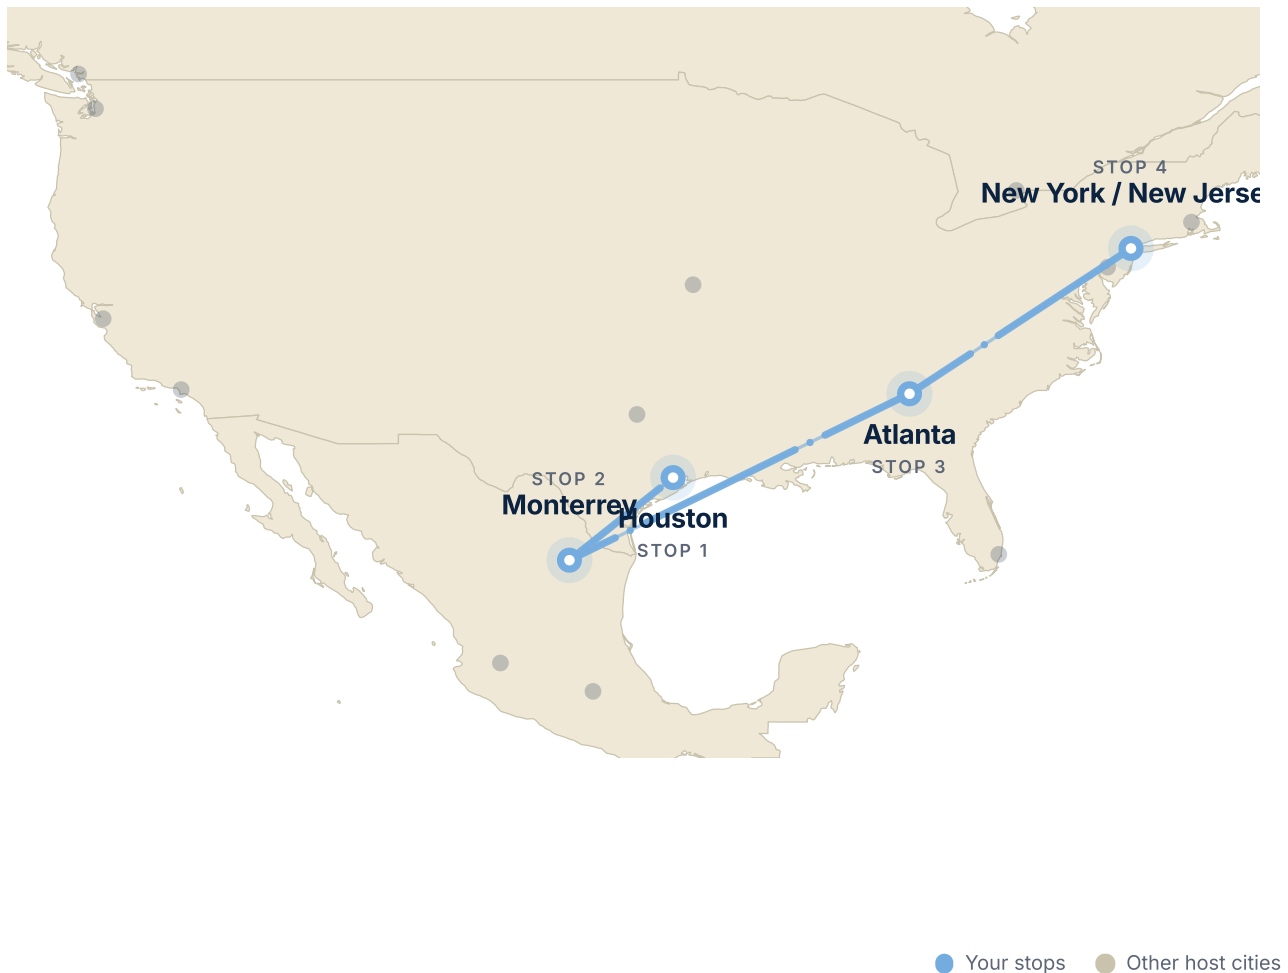 STOP 4
New York / New Jerse
Atlanta
STOP 3
STOP 2
Monterrey
Houston
STOP 1
Your stops
Other host cities